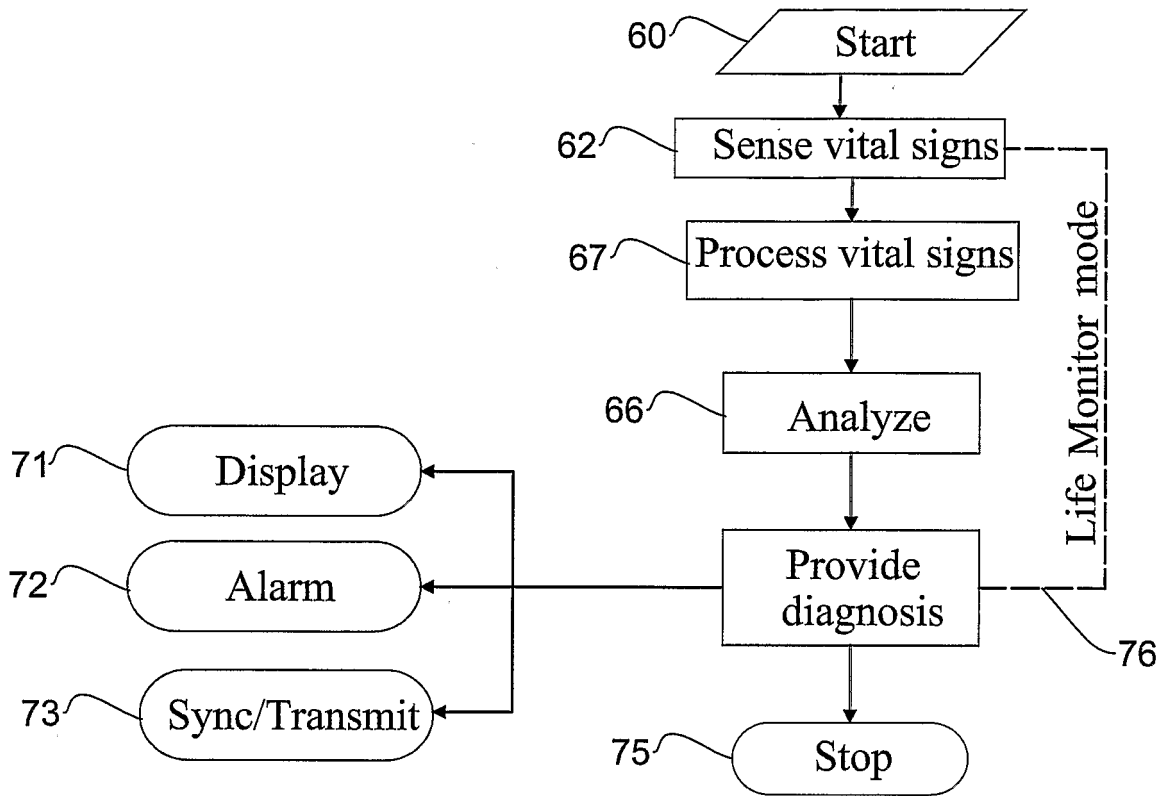 60
Start
62
Sense vital signs
67
Process vital signs
Life Monitor mode
66
Analyze
71
Display
72
Alarm
Provide
diagnosis
76
73
Sync/Transmit
75
Stop